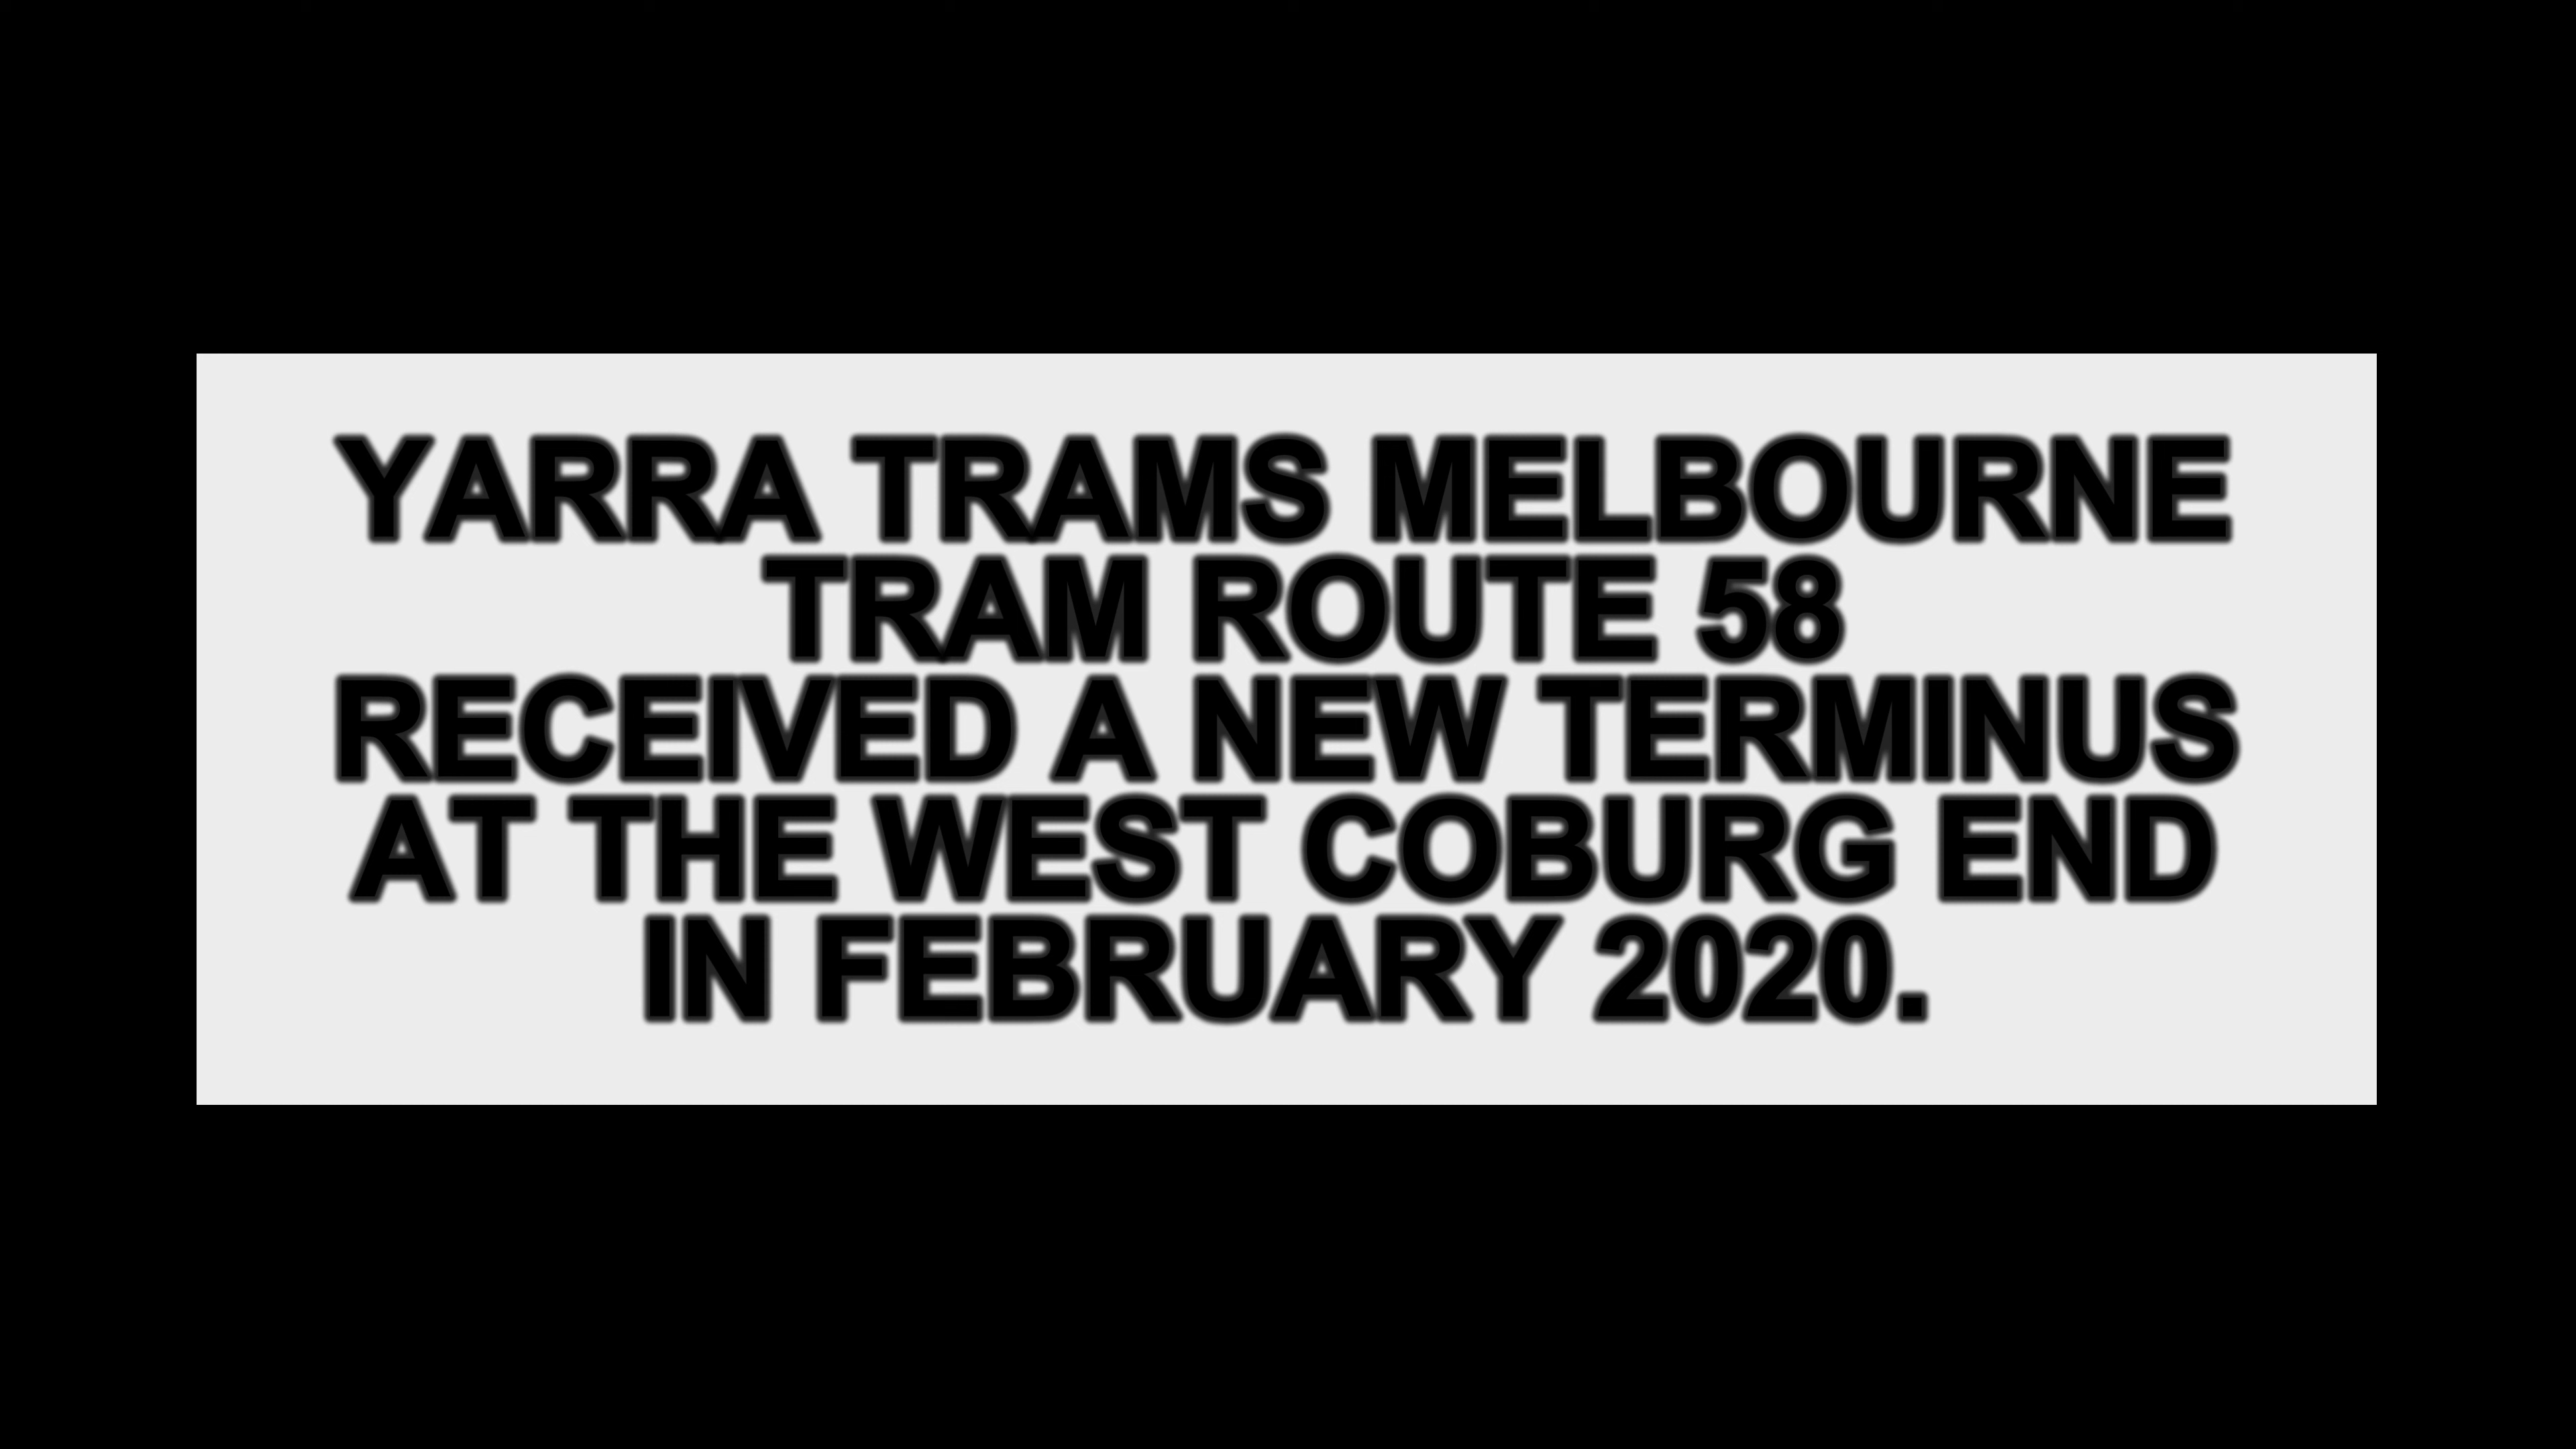 YARRA TRAMS MELBOURNE
TRAM ROUTE 58
RECEIVED A NEW TERMINUS
AT THE WEST COBURG END
IN FEBRUARY 2020.